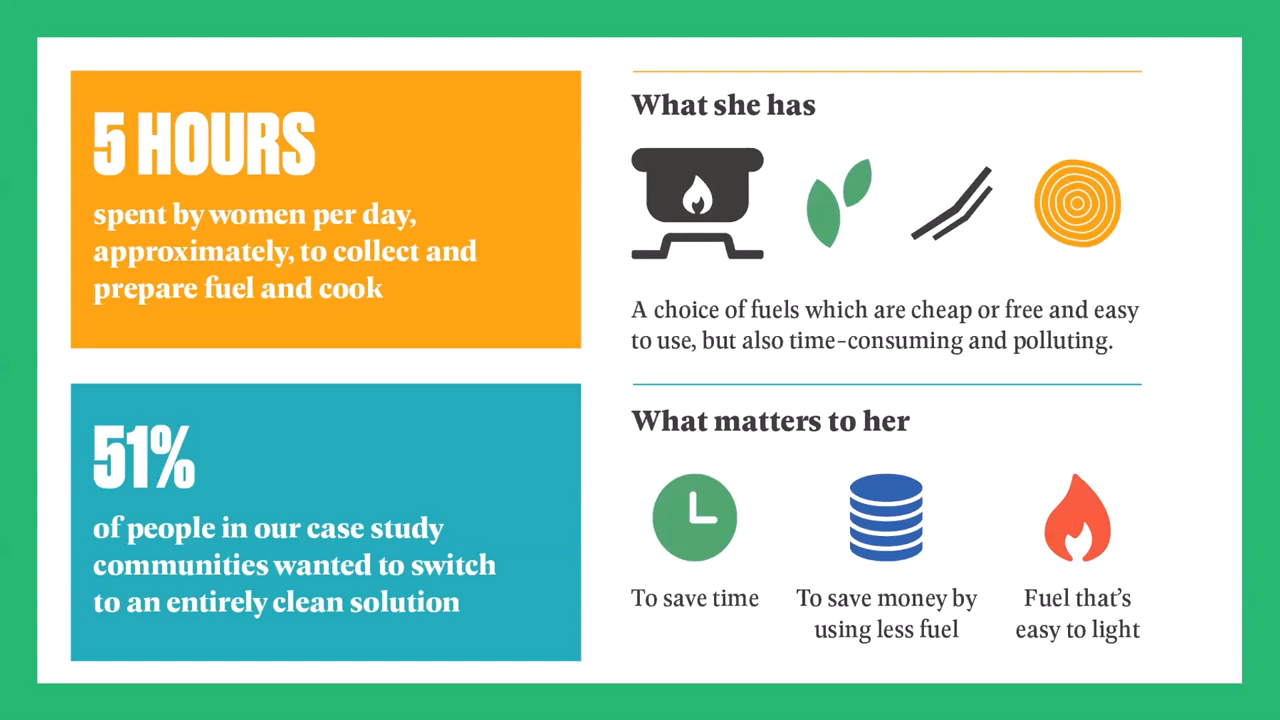 5 HOURS
spent by women per day,
approximately, to collect and
prepare fuel and cook
51%
of people in our case study
communities wanted to switch
to an entirely clean solution
What she has
A choice of fuels which are cheap or free and easy
to use, but also time-consuming and polluting.
What matters to her
To save time
To save money by
using less fuel
Fuel that’s
easy to light